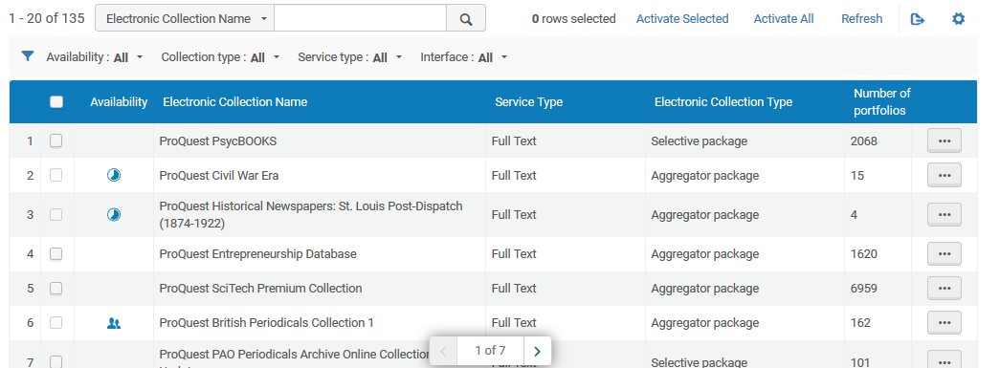 1 - 20 of 135 Electronic Collection Name 0 rows selected Activate Selected Activate All Refresh
Availability : All Collection type : All Service type : All Interface : All
Availability Electronic Collection Name Service Type Electronic Collection Type Number of portfolios
1 ProQuest PsycBOOKS Full Text Selective package 2068
2 ProQuest Civil War Era Full Text Aggregator package 15
3 ProQuest Historical Newspapers: St. Louis Post-Dispatch (1874-1922) Full Text Aggregator package 4
4 ProQuest Entrepreneurship Database Full Text Aggregator package 1620
5 ProQuest SciTech Premium Collection Full Text Aggregator package 6959
6 ProQuest British Periodicals Collection 1 Full Text Aggregator package 162
1 of 7
7 ProQuest PAO Periodicals Archive Online Collection Selective package 101